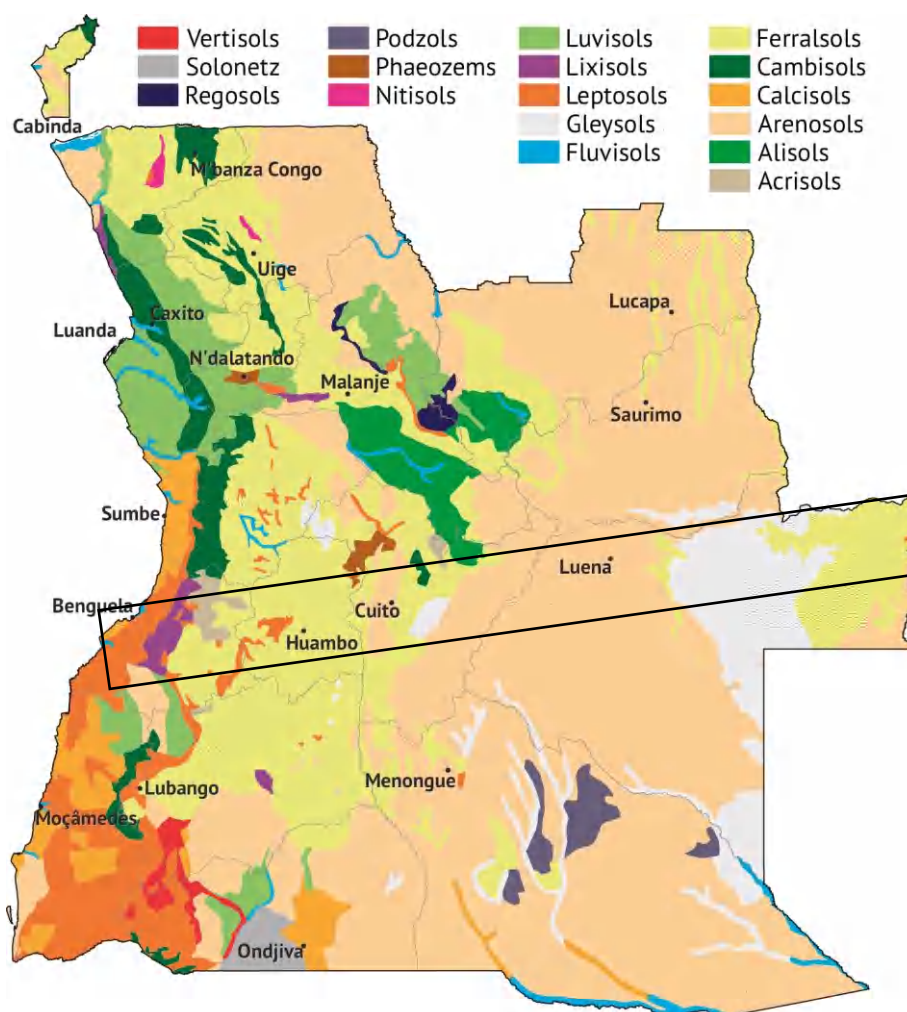 Vertisols
Solonetz
Regosols
Podzols
Phaeozems
Nitisols
Luvisols
Lixisols
Leptosols
Gleysols
Fluvisols
Ferralsols
Cambisols
Calcisols
Arenosols
Alisols
Acrisols
Cabinda
M'banza Congo
Uige
Lucapa
Caxito
Luanda
N'dalatando
Malanje
Saurimo
Sumbe
Luena
Benguela
Cuito
Huambo
Menongue
Lubango
Moçâmedes
Ondjiva